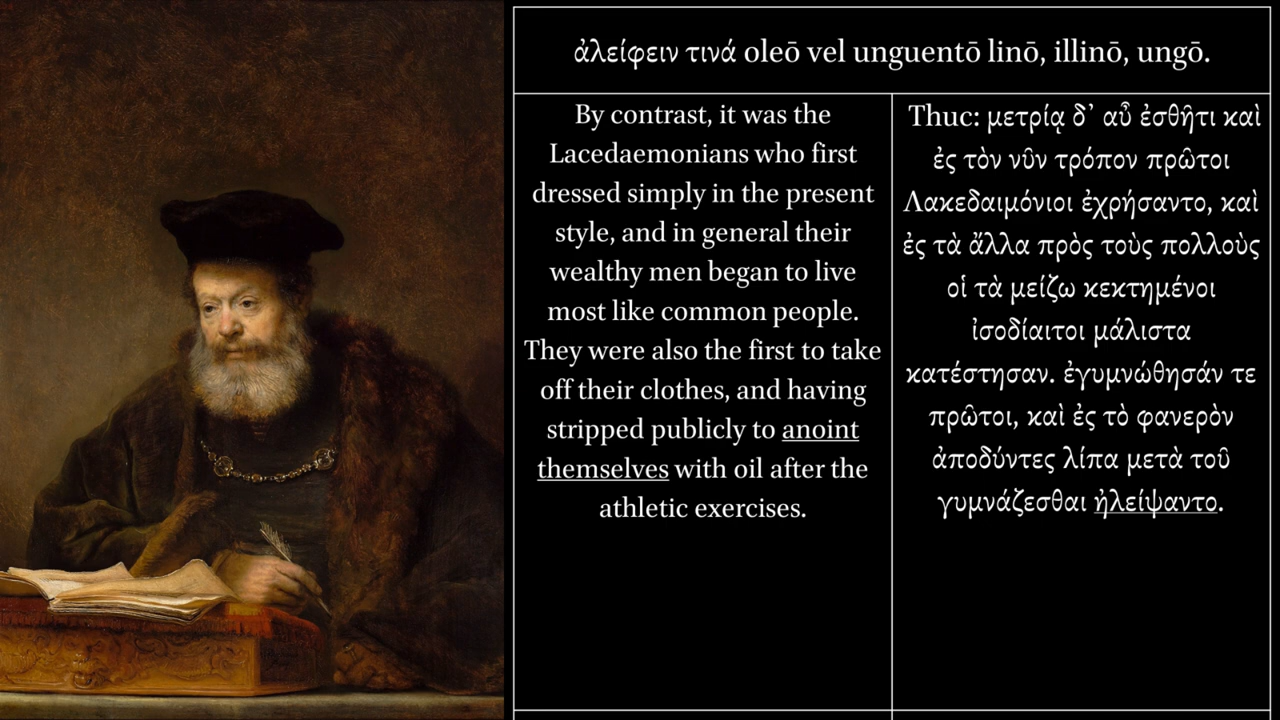 ἀλείφειν τινά oleō vel unguentō linō, illinō, ungō.
By contrast, it was the
Lacedaemonians who first
dressed simply in the present
style, and in general their
wealthy men began to live
most like common people.
They were also the first to take
off their clothes, and having
stripped publicly to anoint
themselves with oil after the
athletic exercises.
Thuc: μετρίᾳ δ’ αὖ ἐσθῆτι καὶ
ἐς τὸν νῦν τρόπον πρῶτοι
Λακεδαιμόνιοι ἐχρήσαντο, καὶ
ἐς τὰ ἄλλα πρὸς τοὺς πολλοὺς
οἱ τὰ μείζω κεκτημένοι
ἰσοδίαιτοι μάλιστα
κατέστησαν. ἐγυμνώθησάν τε
πρῶτοι, καὶ ἐς τὸ φανερὸν
ἀποδύντες λίπα μετὰ τοῦ
γυμνάζεσθαι ἠλείψαντο.